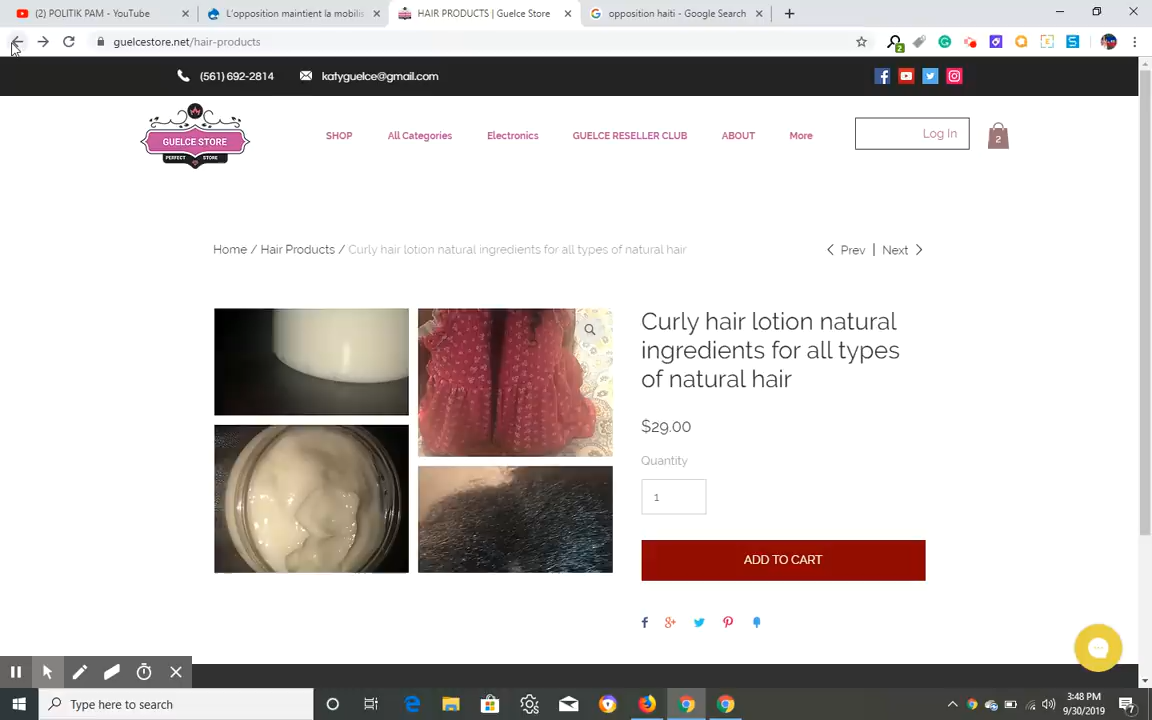 (2) POLITIK PAM - YouTube
L'opposition maintient la mobilis
HAIR PRODUCTS | Guelce Store
opposition haiti - Google Search
guelcestore.net/hair-products
2
(561) 692-2814
katyguelce@gmail.com
GUELCE STORE
PERFECT STORE
SHOP
All Categories
Electronics
GUELCE RESELLER CLUB
ABOUT
More
Log In
2
Home / Hair Products / Curly hair lotion natural ingredients for all types of natural hair
Prev | Next
Curly hair lotion natural
ingredients for all types
of natural hair
$29.00
Quantity
1
ADD TO CART
Type here to search
3:48 PM
9/30/2019
7